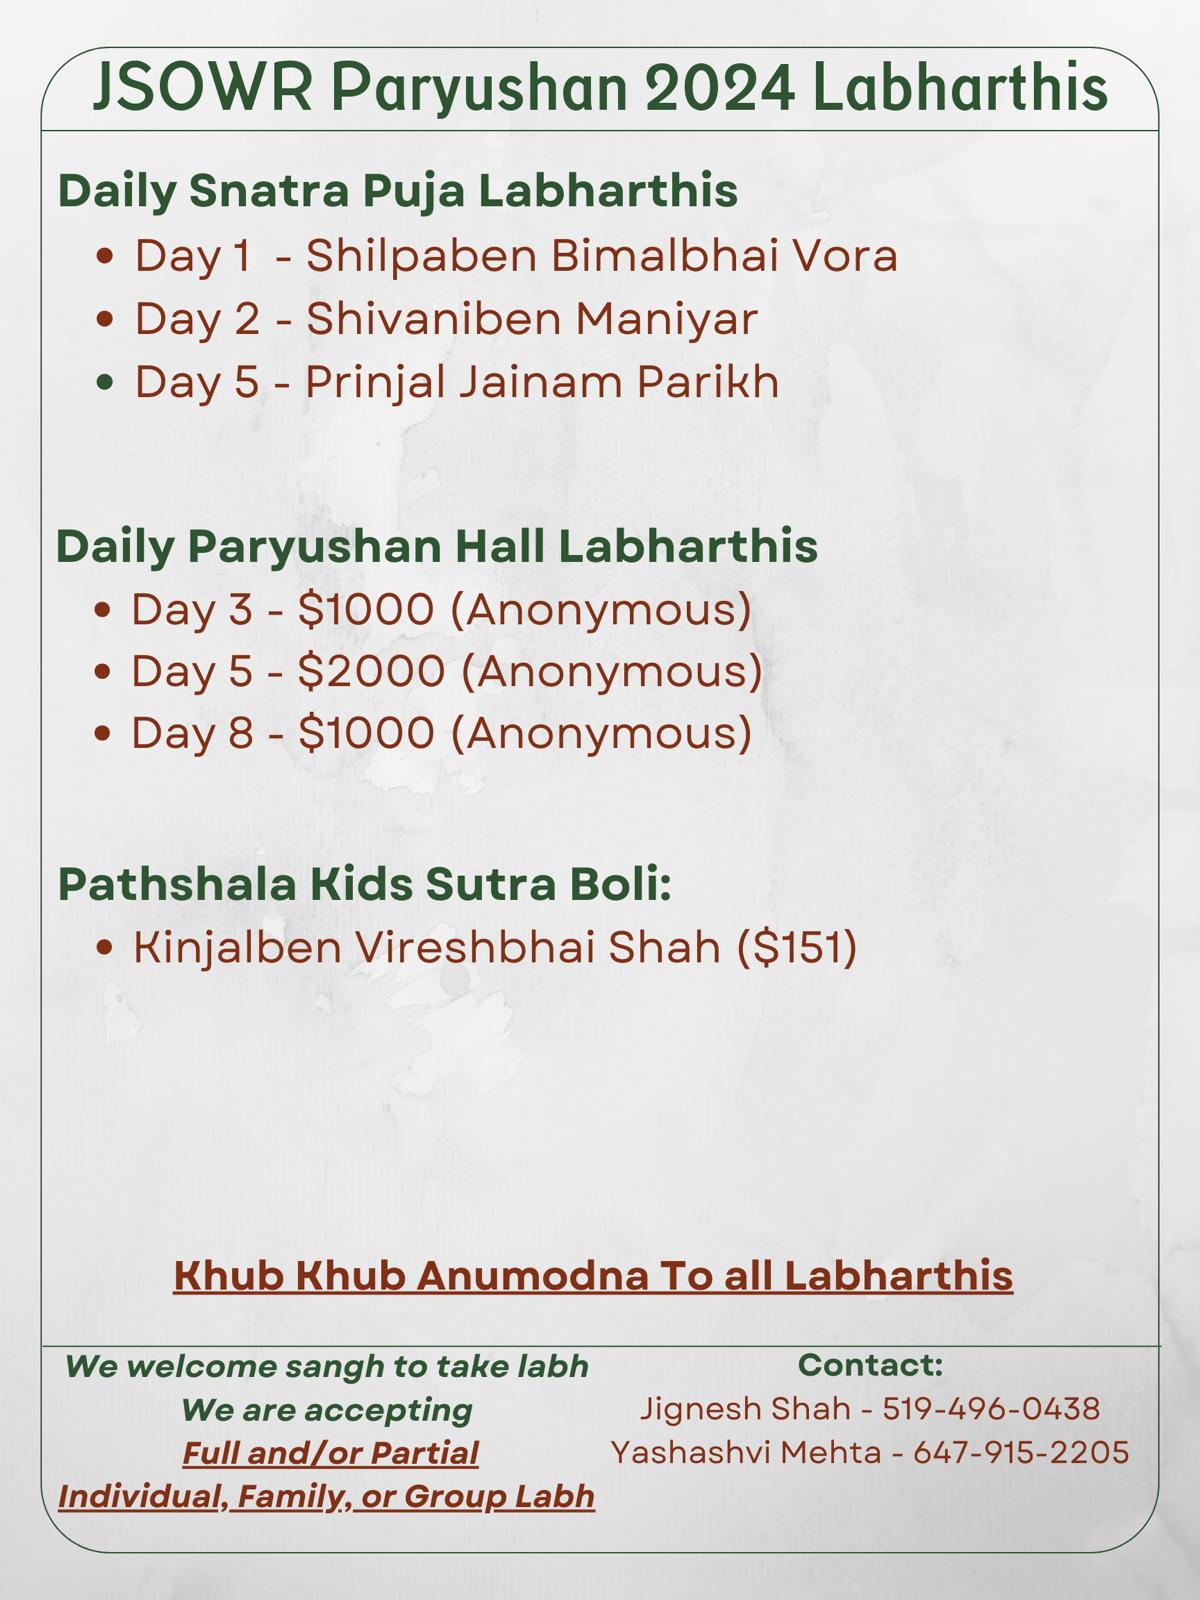 JSOWR Paryushan 2024 Labharthis
Daily Snatra Puja Labharthis
• Day 1 - Shilpaben Bimalbhai Vora
• Day 2 - Shivaniben Maniyar
• Day 5 - Prinjal Jainam Parikh
Daily Paryushan Hall Labharthis
• Day 3 - $1000 (Anonymous)
• Day 5 - $2000 (Anonymous)
• Day 8 - $1000 (Anonymous)
Pathshala Kids Sutra Boli:
• Kinjalben Vireshbhai Shah ($151)
Khub Khub Anumodna To all Labharthis
We welcome sangh to take labh
We are accepting
Full and/or Partial
Individual, Family, or Group Labh
Contact:
Jignesh Shah - 519-496-0438
Yashashvi Mehta - 647-915-2205